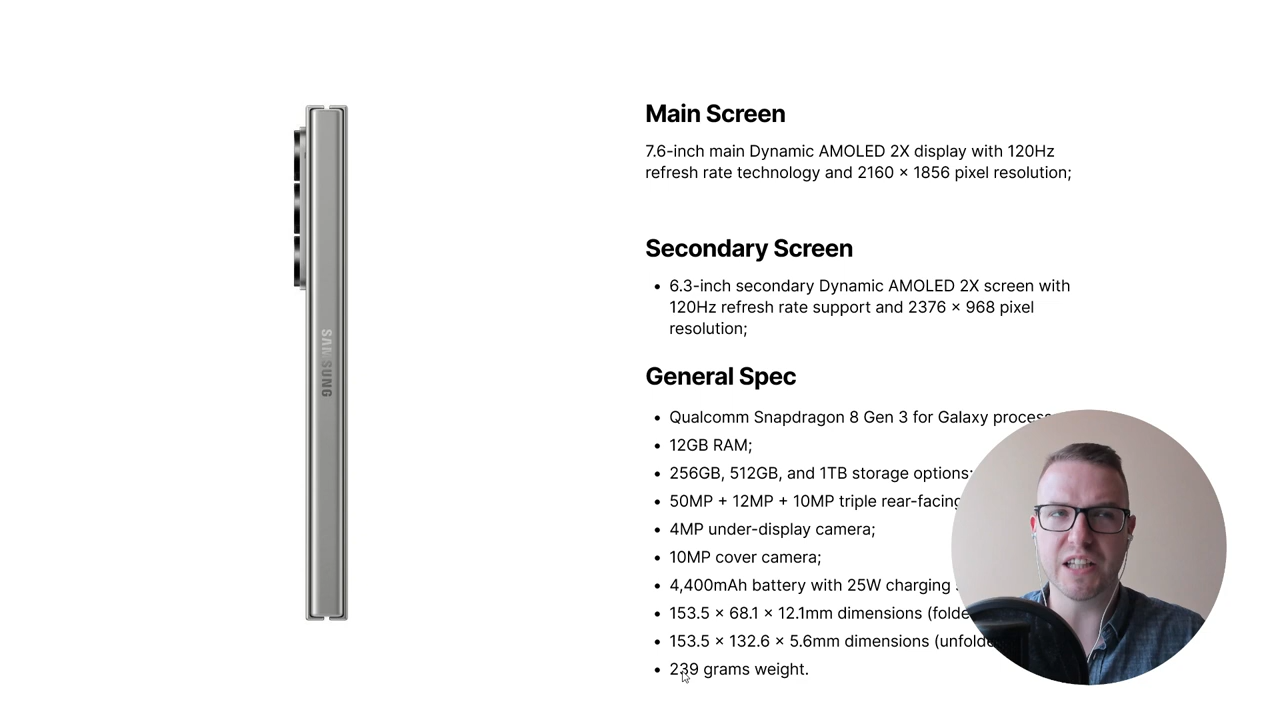 SAMSUNG
Main Screen
7.6-inch main Dynamic AMOLED 2X display with 120Hz
refresh rate technology and 2160 × 1856 pixel resolution;
Secondary Screen
• 6.3-inch secondary Dynamic AMOLED 2X screen with
120Hz refresh rate support and 2376 × 968 pixel
resolution;
General Spec
• Qualcomm Snapdragon 8 Gen 3 for Galaxy
• 12GB RAM;
• 256GB, 512GB, and 1TB storage options;
• 50MP + 12MP + 10MP triple rear-facing
• 4MP under-display camera;
• 10MP cover camera;
• 4,400mAh battery with 25W charging
• 153.5 × 68.1 × 12.1mm dimensions
• 153.5 × 132.6 × 5.6mm dimensions
• 239 grams weight.